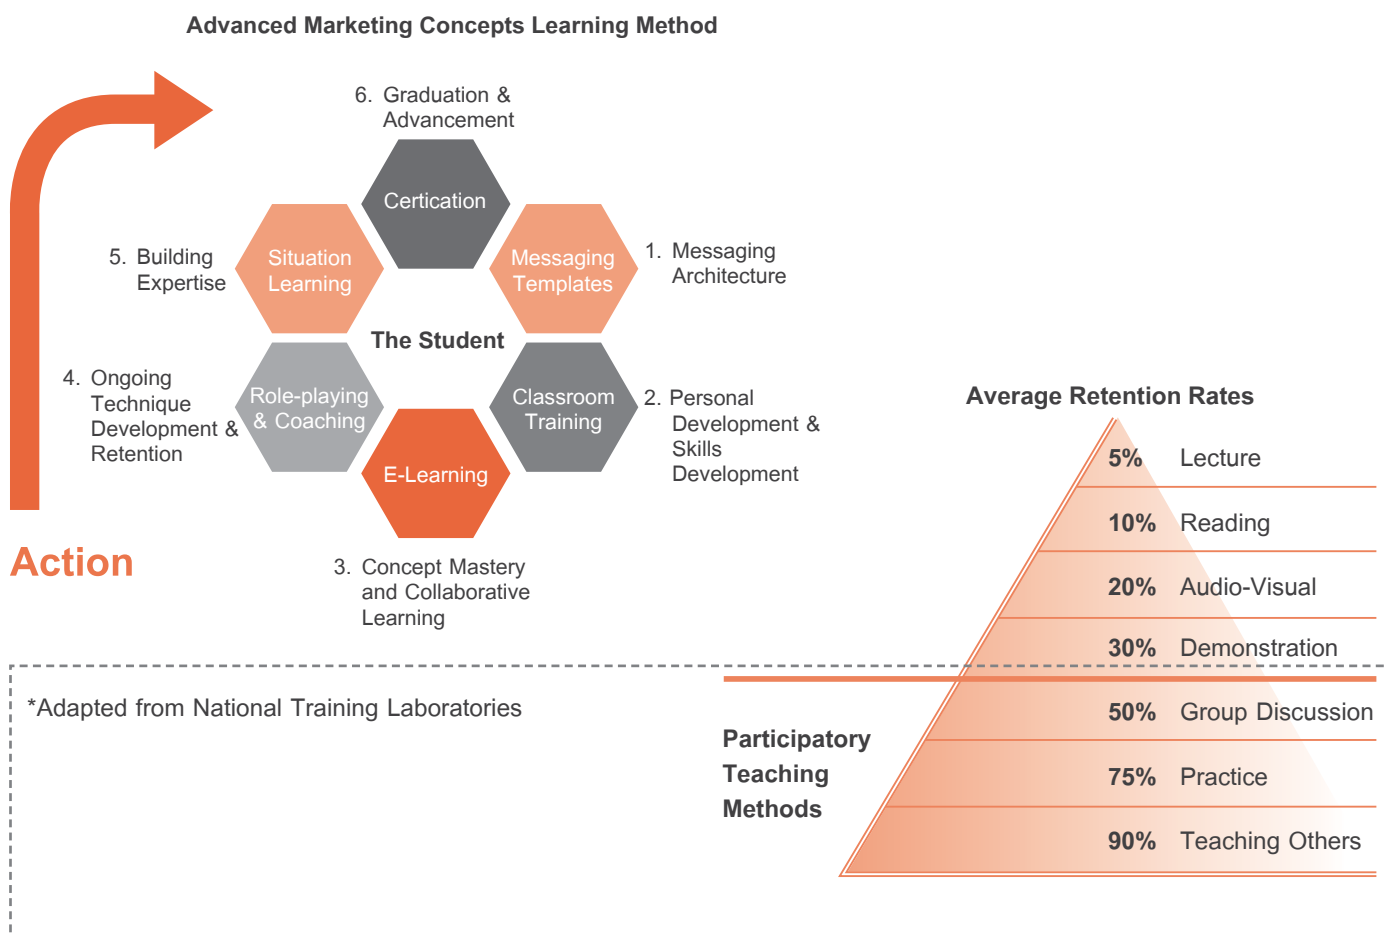 Advanced Marketing Concepts Learning Method
6. Graduation &
Advancement
Certication
Situation
Learning
5. Building
Expertise
Messaging
Templates
1. Messaging
Architecture
The Student
4. Ongoing
Technique
Development &
Retention
Role-playing
& Coaching
Classroom
Training
2. Personal
Development &
Skills
Development
E-Learning
3. Concept Mastery
and Collaborative
Learning
Action
Average Retention Rates
5% Lecture
10% Reading
20% Audio-Visual
30% Demonstration
50% Group Discussion
75% Practice
90% Teaching Others
Participatory
Teaching
Methods
*Adapted from National Training Laboratories